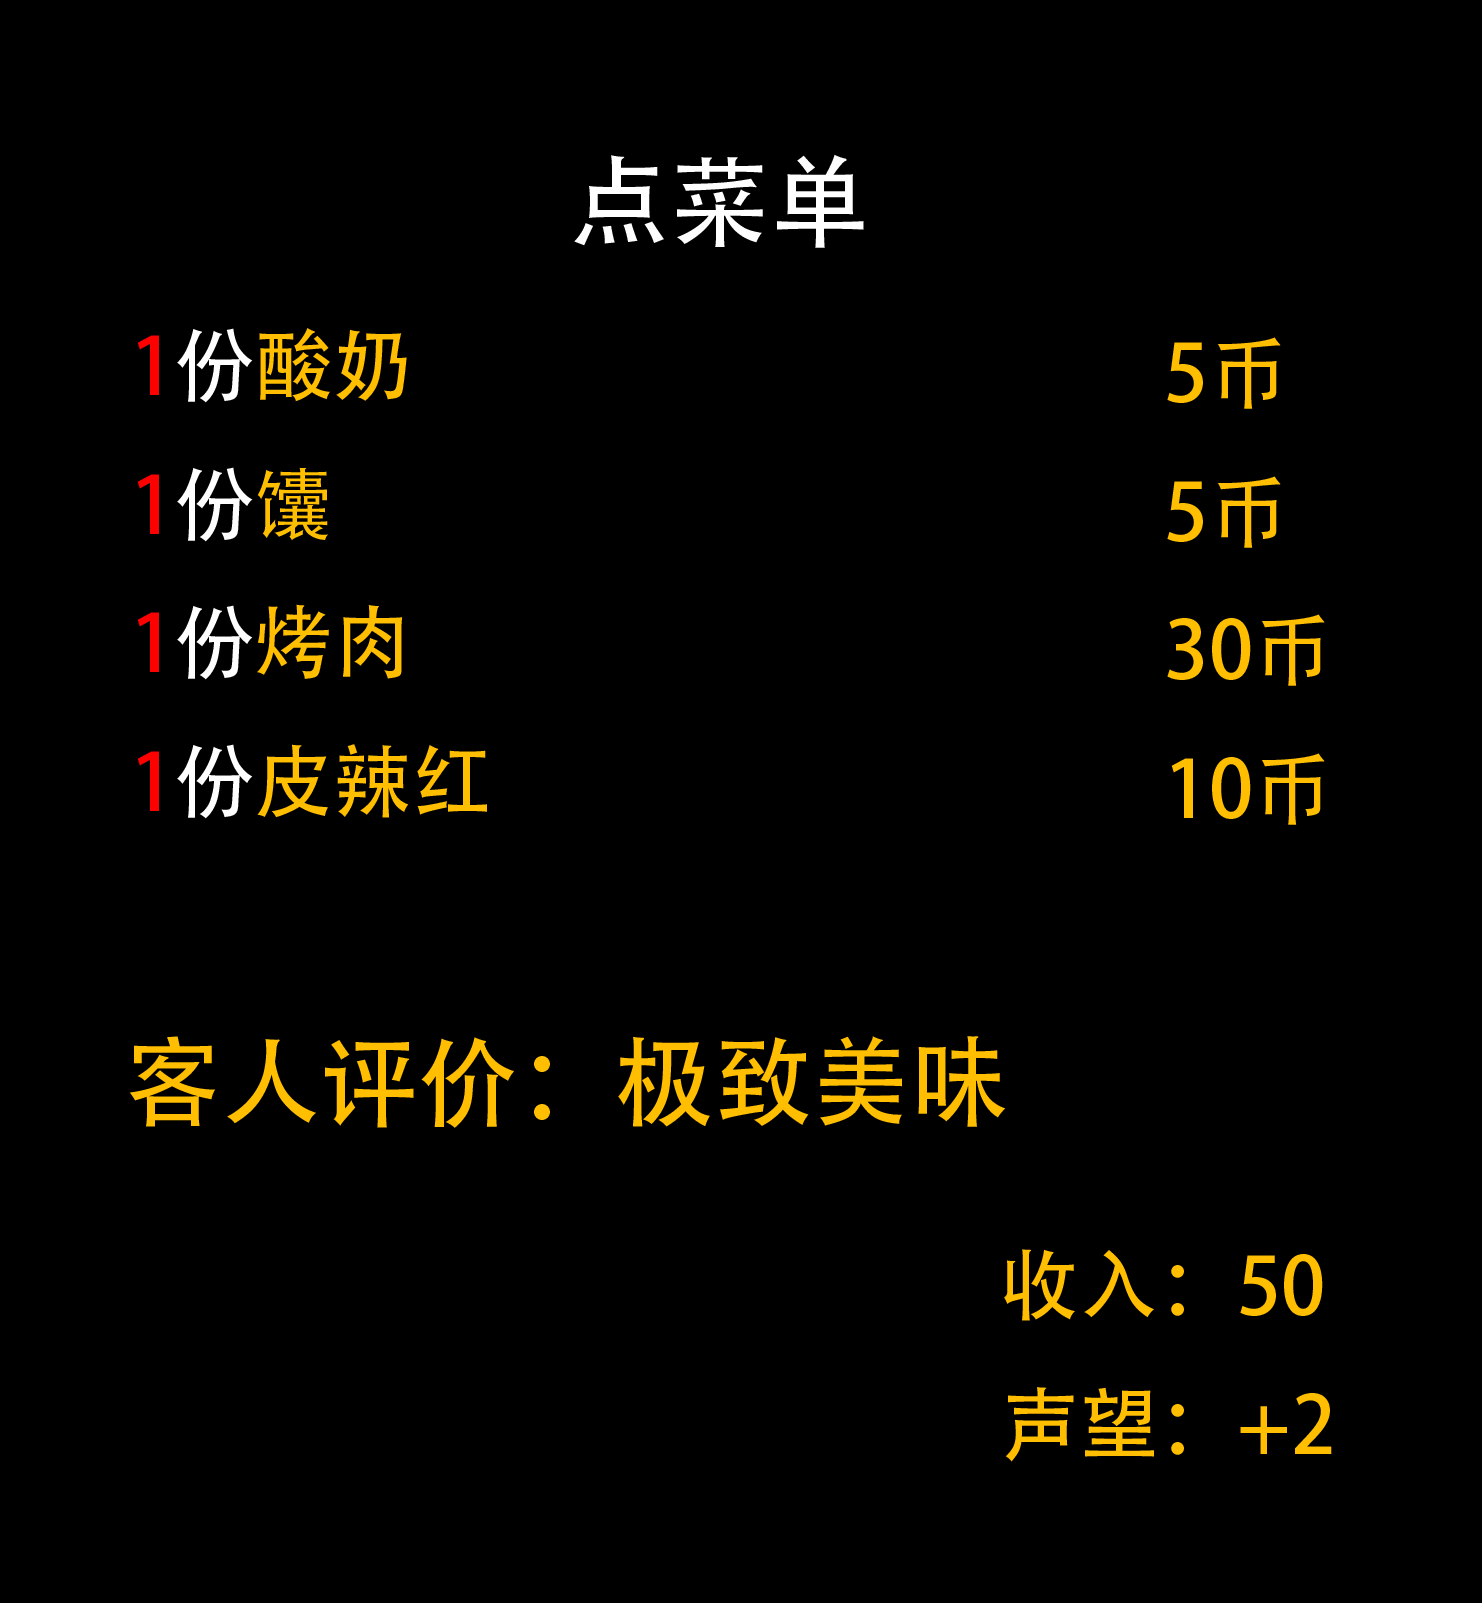 点菜单
1份酸奶 5币
1份馕 5币
1份烤肉 30币
1份皮辣红 10币
客人评价：极致美味
收入：50
声望：+2